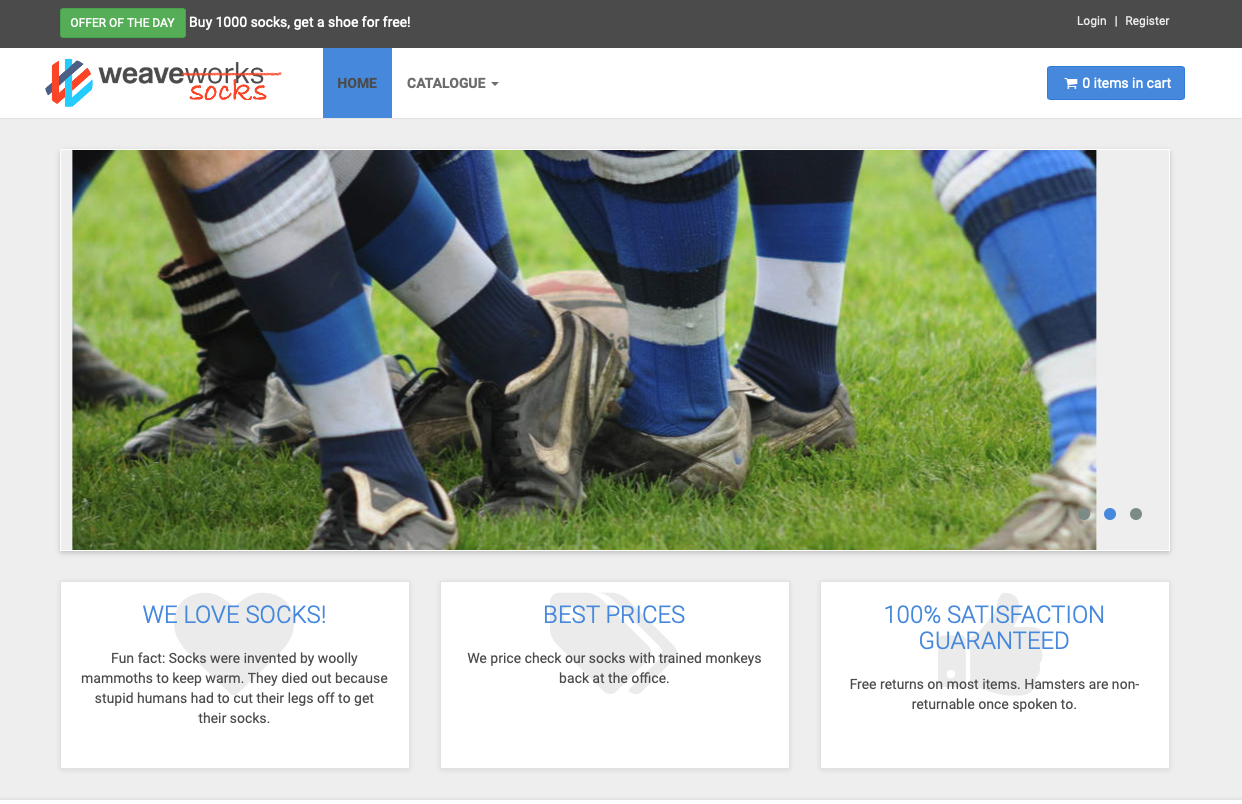 OFFER OF THE DAY Buy 1000 socks, get a shoe for free!
Login | Register
weaveworks
socks
HOME
CATALOGUE
0 items in cart
WE LOVE SOCKS!
Fun fact: Socks were invented by woolly
mammoths to keep warm. They died out because
stupid humans had to cut their legs off to get
their socks.
BEST PRICES
We price check our socks with trained monkeys
back at the office.
100% SATISFACTION
GUARANTEED
Free returns on most items. Hamsters are non-
returnable once spoken to.